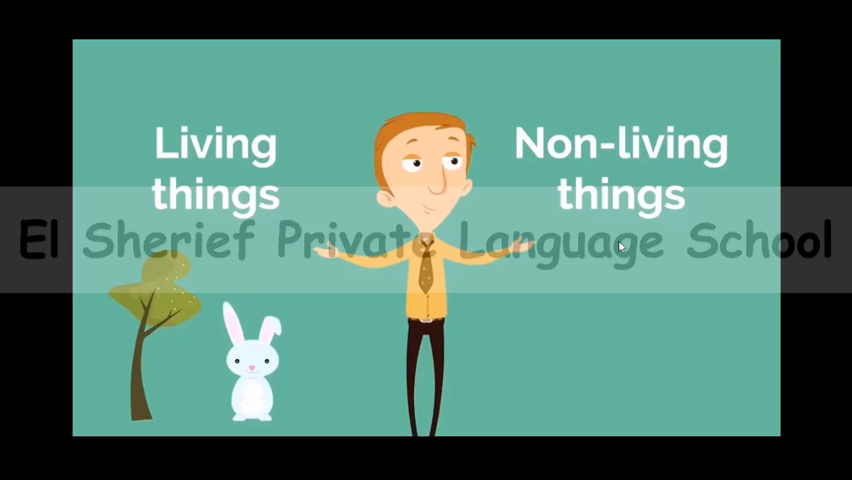 Living
things
Non-living
things
El Sherief Private Language School